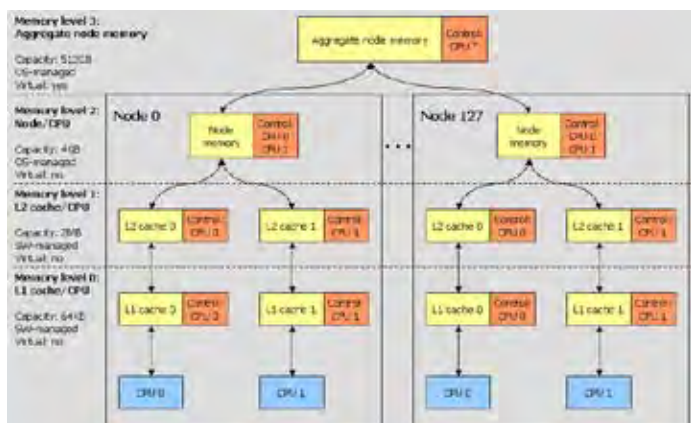 Memory level 3:
Aggregate node memory
Capacity: 512GB
OS-managed
Virtual: yes
Aggregate node memory
Control:
CPU *
Memory level 2:
Node/CPU
Capacity: 4GB
OS-managed
Virtual: no
Node 0
Node
memory
Control:
CPU 0
CPU 1
...
Node 127
Node
memory
Control:
CPU 0
CPU 1
Memory level 1:
L2 cache/CPU
Capacity: 2MB
SW-managed
Virtual: no
L2 cache 0
Control:
CPU 0
L2 cache 1
Control:
CPU 1
L2 cache 0
Control:
CPU 0
L2 cache 1
Control:
CPU 1
Memory level 0:
L1 cache/CPU
Capacity: 64KB
SW-managed
Virtual: no
L1 cache 0
Control:
CPU 0
L1 cache 1
Control:
CPU 1
L1 cache 0
Control:
CPU 0
L1 cache 1
Control:
CPU 1
CPU 0
CPU 1
CPU 0
CPU 1